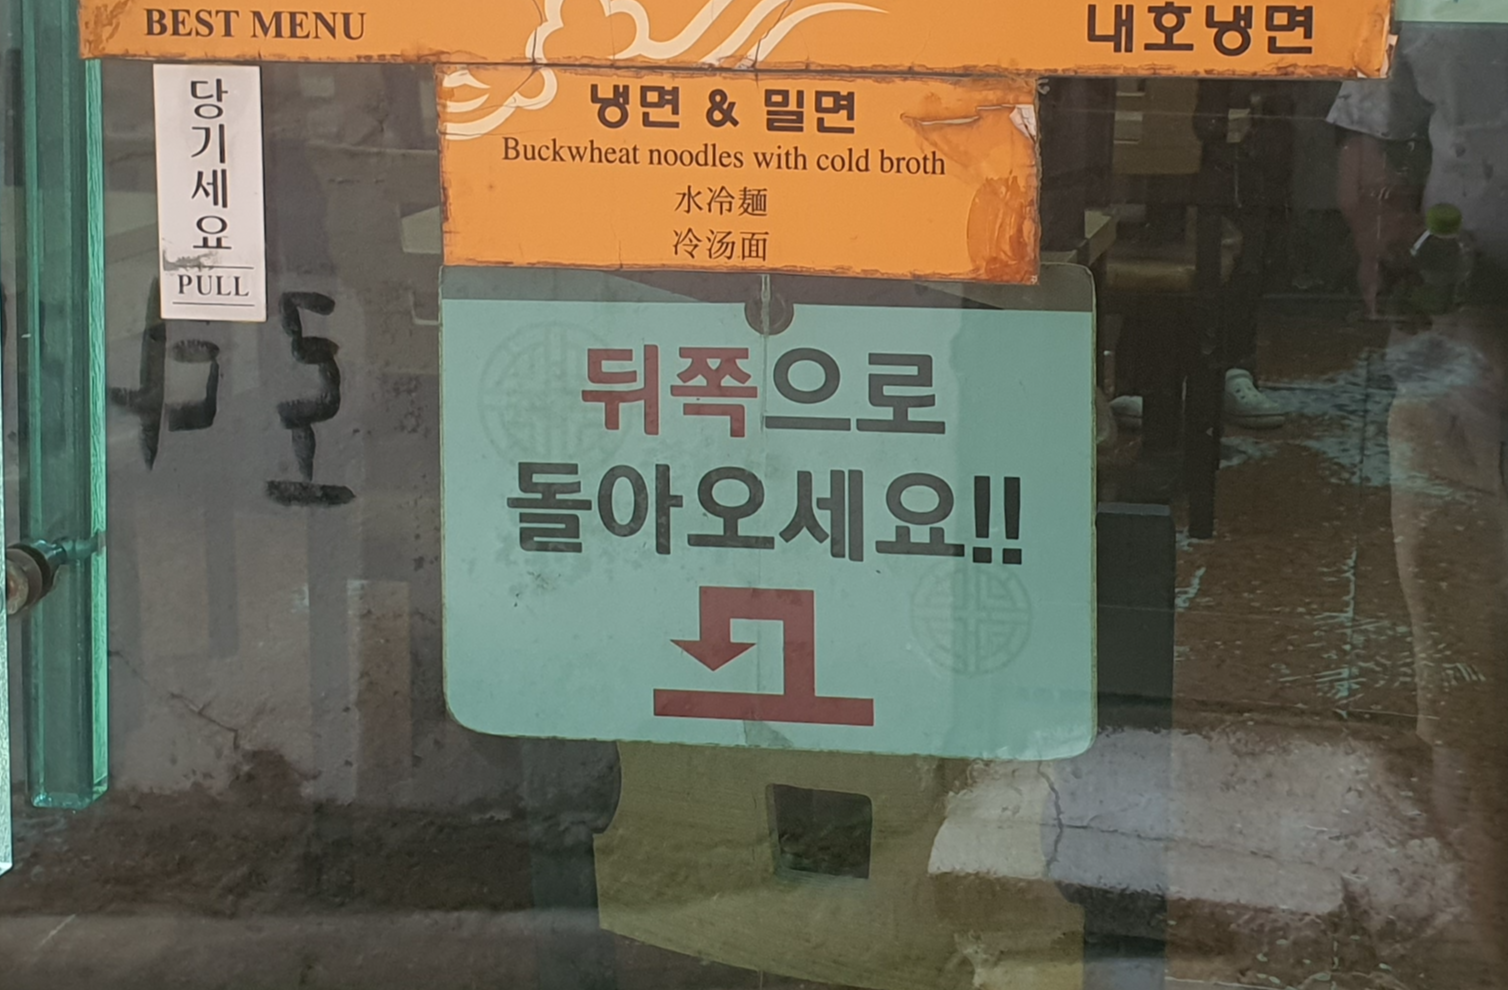 BEST MENU
내호냉면
당기세요
PULL
냉면 & 밀면
Buckwheat noodles with cold broth
水冷麺
冷汤面
뒤쪽으로
돌아오세요!!